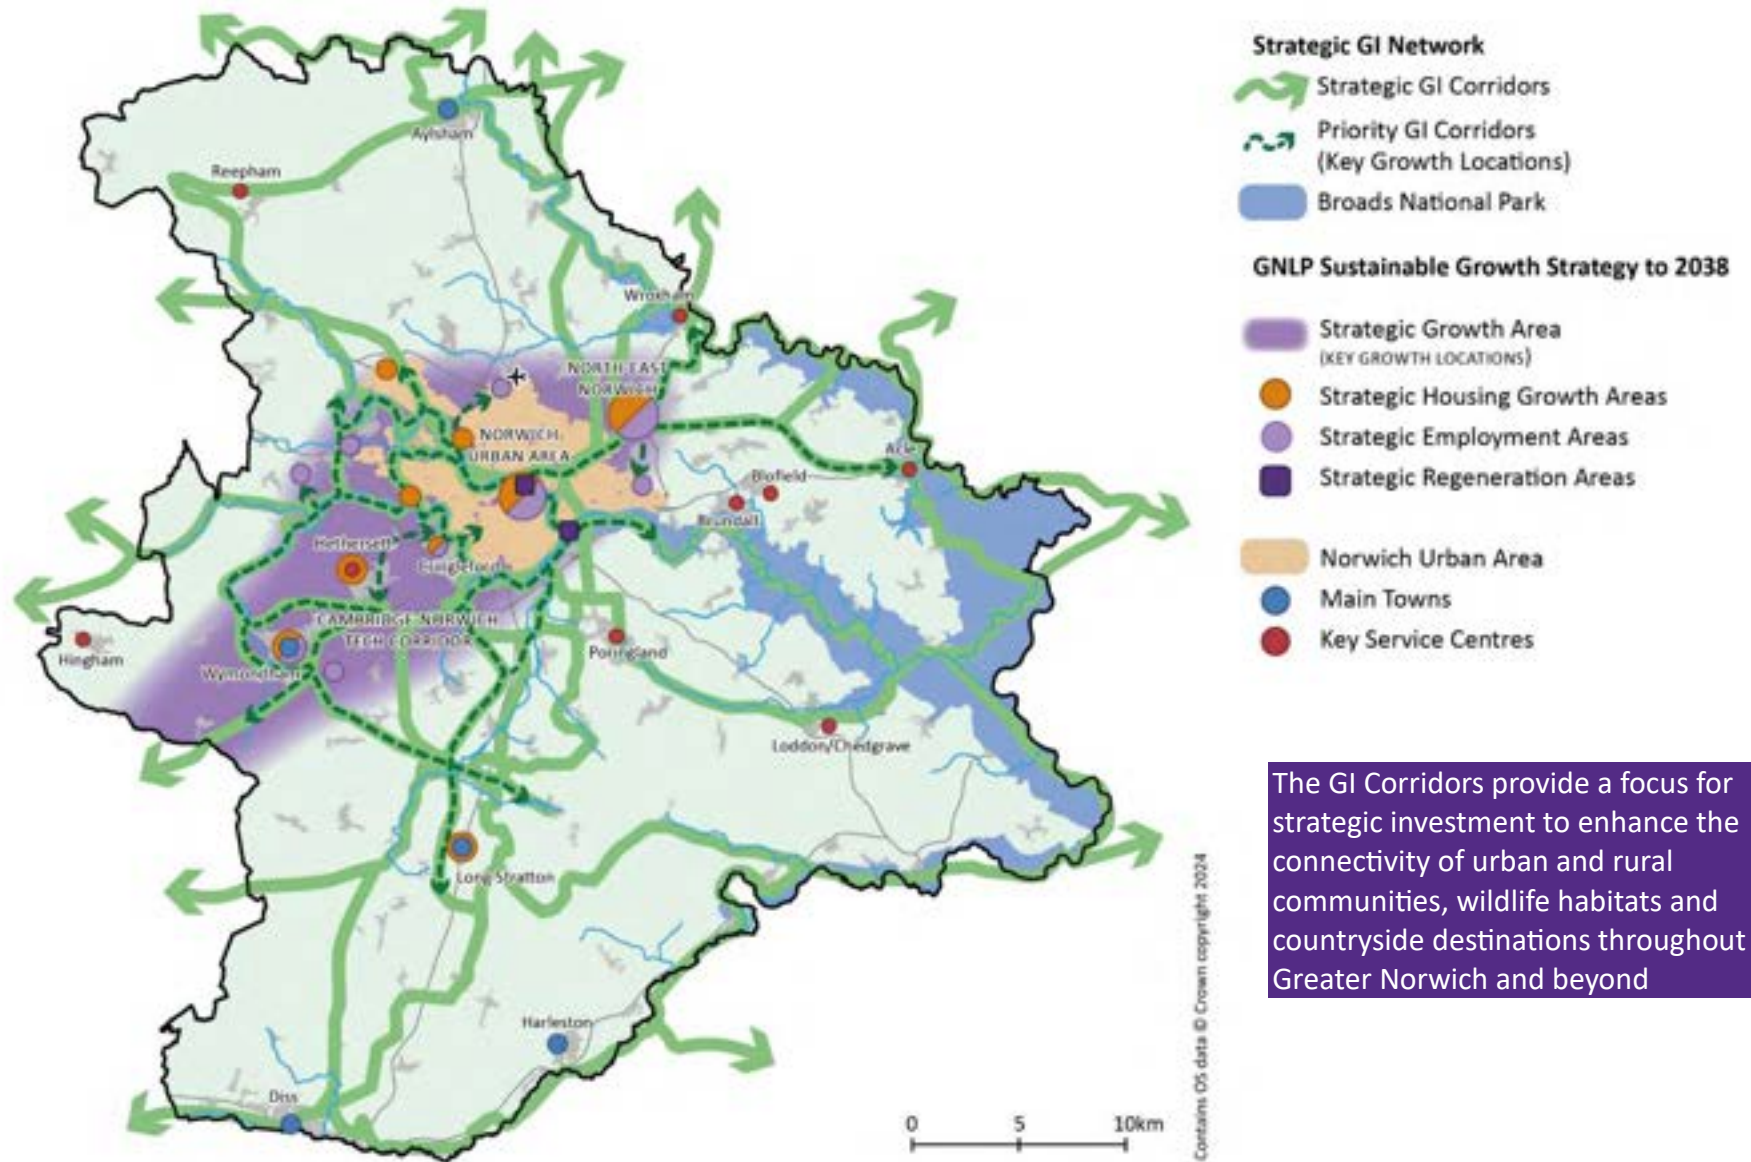 Aylsham
Reepham
Wroxham
NORTH EAST
NORWICH
NORWICH
URBAN AREA
Acle
Blofield
Brundall
Hethersett
Cringleford
CAMBRIDGE NORWICH
TECH CORRIDOR
Hingham
Wymondham
Poringland
Loddon/Chedgrave
Long Stratton
Harleston
Diss
0 5 10km
Contains OS data © Crown copyright 2024
Strategic GI Network
Strategic GI Corridors
Priority GI Corridors
(Key Growth Locations)
Broads National Park
GNLP Sustainable Growth Strategy to 2038
Strategic Growth Area
(KEY GROWTH LOCATIONS)
Strategic Housing Growth Areas
Strategic Employment Areas
Strategic Regeneration Areas
Norwich Urban Area
Main Towns
Key Service Centres
The GI Corridors provide a focus for
strategic investment to enhance the
connectivity of urban and rural
communities, wildlife habitats and
countryside destinations throughout
Greater Norwich and beyond